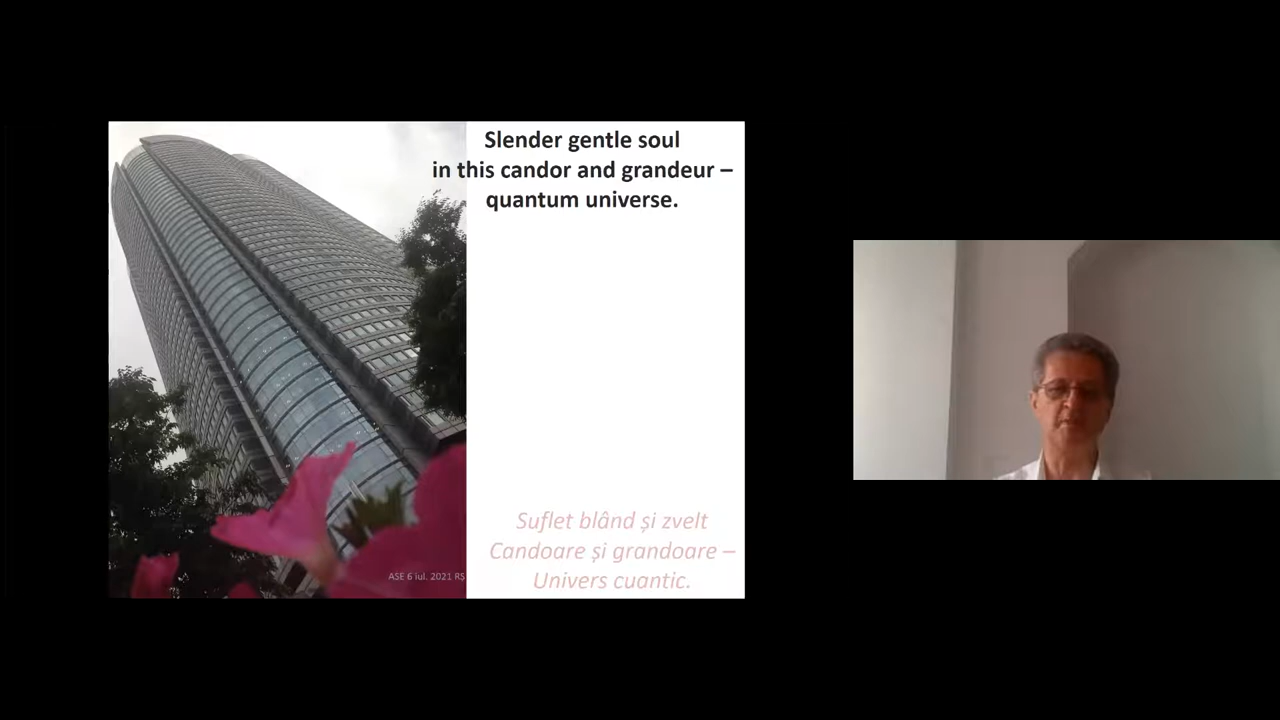 Slender gentle soul
in this candor and grandeur –
quantum universe.
Suflet blând și zvelt
Candoare și grandoare –
Univers cuantic.
ASE 6 iul. 2021 RȘ